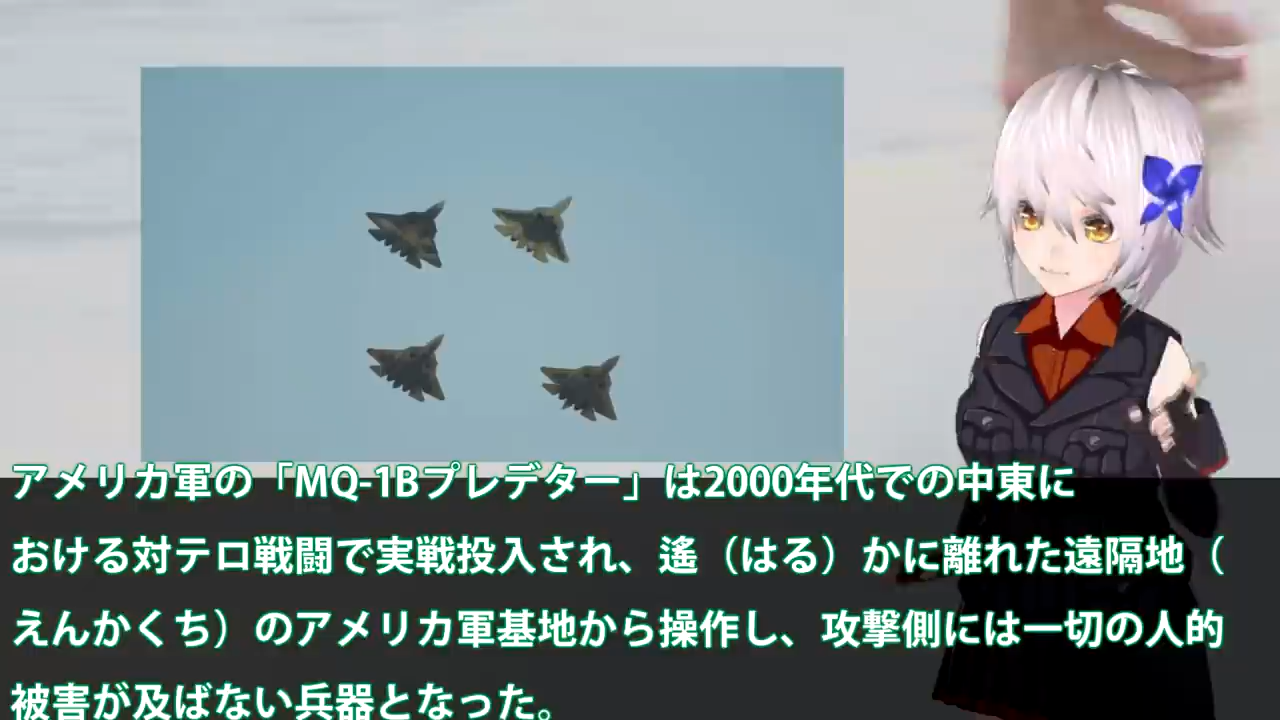 アメリカ軍の「MQ-1Bプレデター」は2000年代での中東に
おける対テロ戦闘で実戦投入され、遙（はる）かに離れた遠隔地（
えんかくち）のアメリカ軍基地から操作し、攻撃側には一切の人的
被害が及ばない兵器となった。